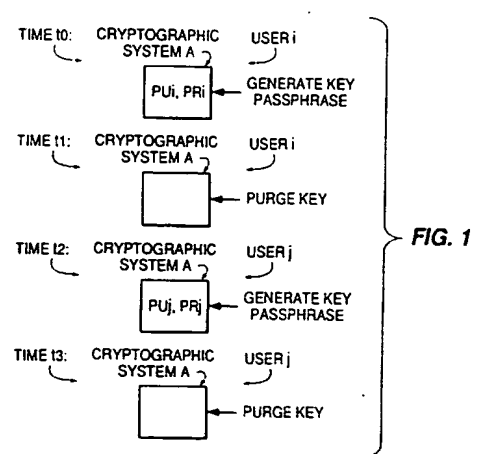 TIME t0: CRYPTOGRAPHIC SYSTEM A USER i
PUi, PRi
GENERATE KEY PASSPHRASE
TIME t1: CRYPTOGRAPHIC SYSTEM A USER i
PURGE KEY
TIME t2: CRYPTOGRAPHIC SYSTEM A USER j
PUj, PRj
GENERATE KEY PASSPHRASE
TIME t3: CRYPTOGRAPHIC SYSTEM A USER j
PURGE KEY
FIG. 1